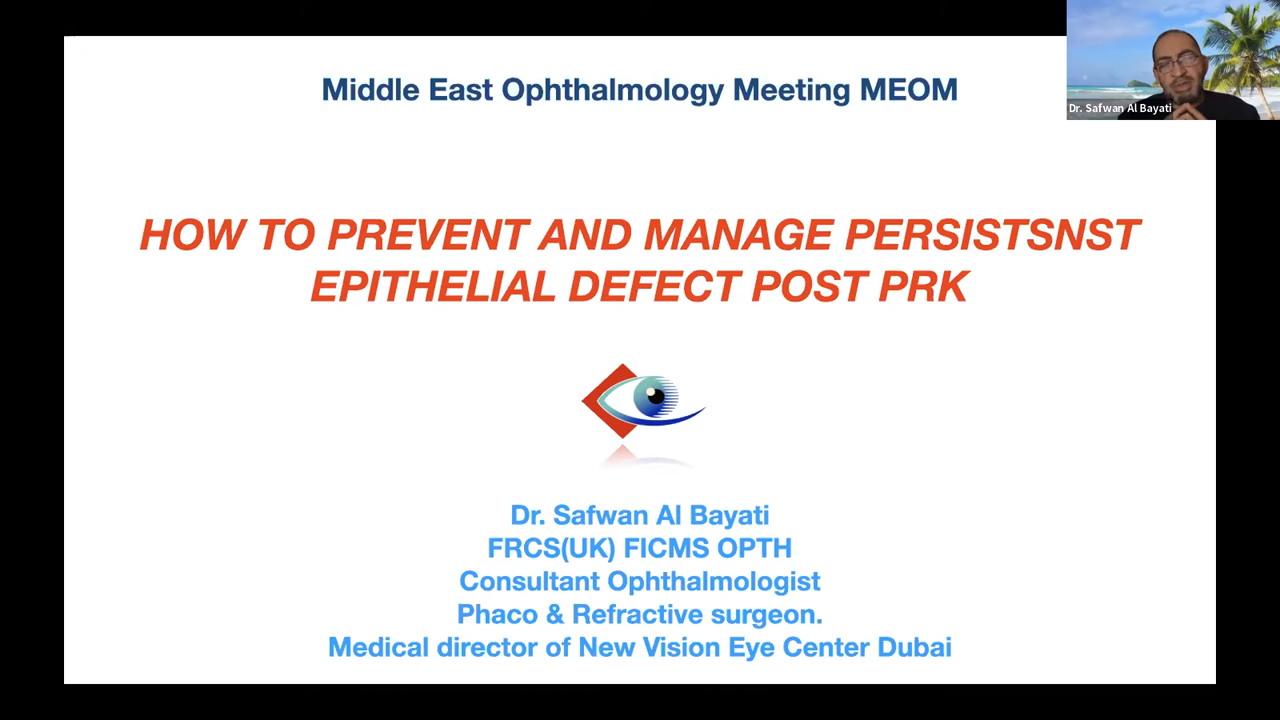 Middle East Ophthalmology Meeting MEOM
Dr. Safwan Al Bayati
HOW TO PREVENT AND MANAGE PERSISTSNST
EPITHELIAL DEFECT POST PRK
Dr. Safwan Al Bayati
FRCS(UK) FICMS OPTH
Consultant Ophthalmologist
Phaco & Refractive surgeon.
Medical director of New Vision Eye Center Dubai